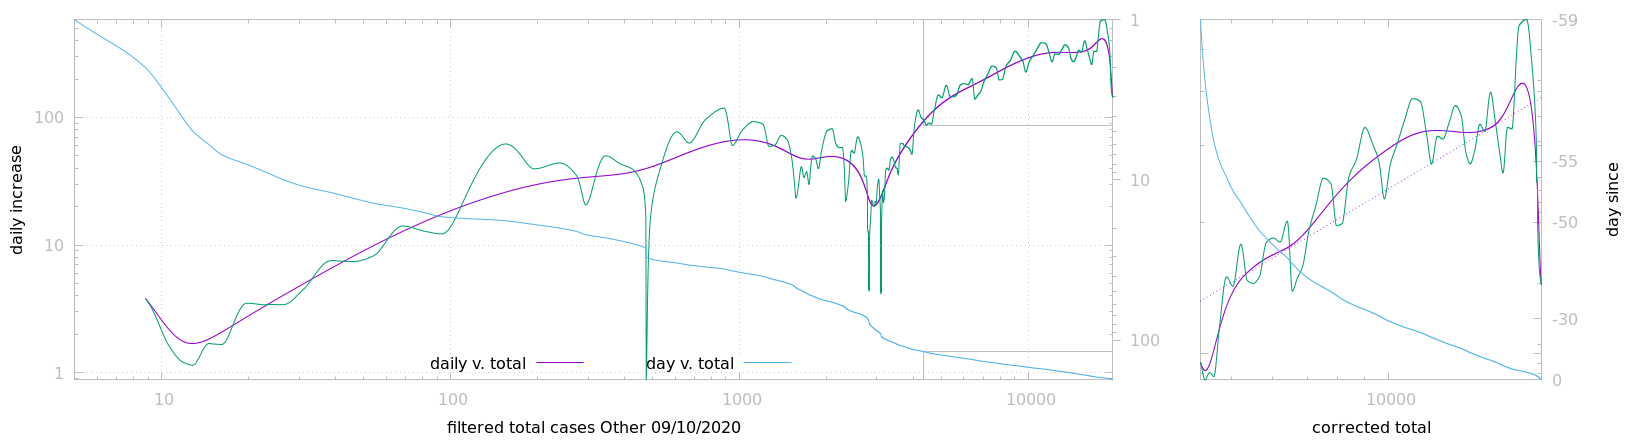 daily increase
100
10
1
daily v. total
day v. total
10
100
1000
10000
filtered total cases Other 09/10/2020
1
10
100
10000
corrected total
-59
-55
-50
-30
0
day since